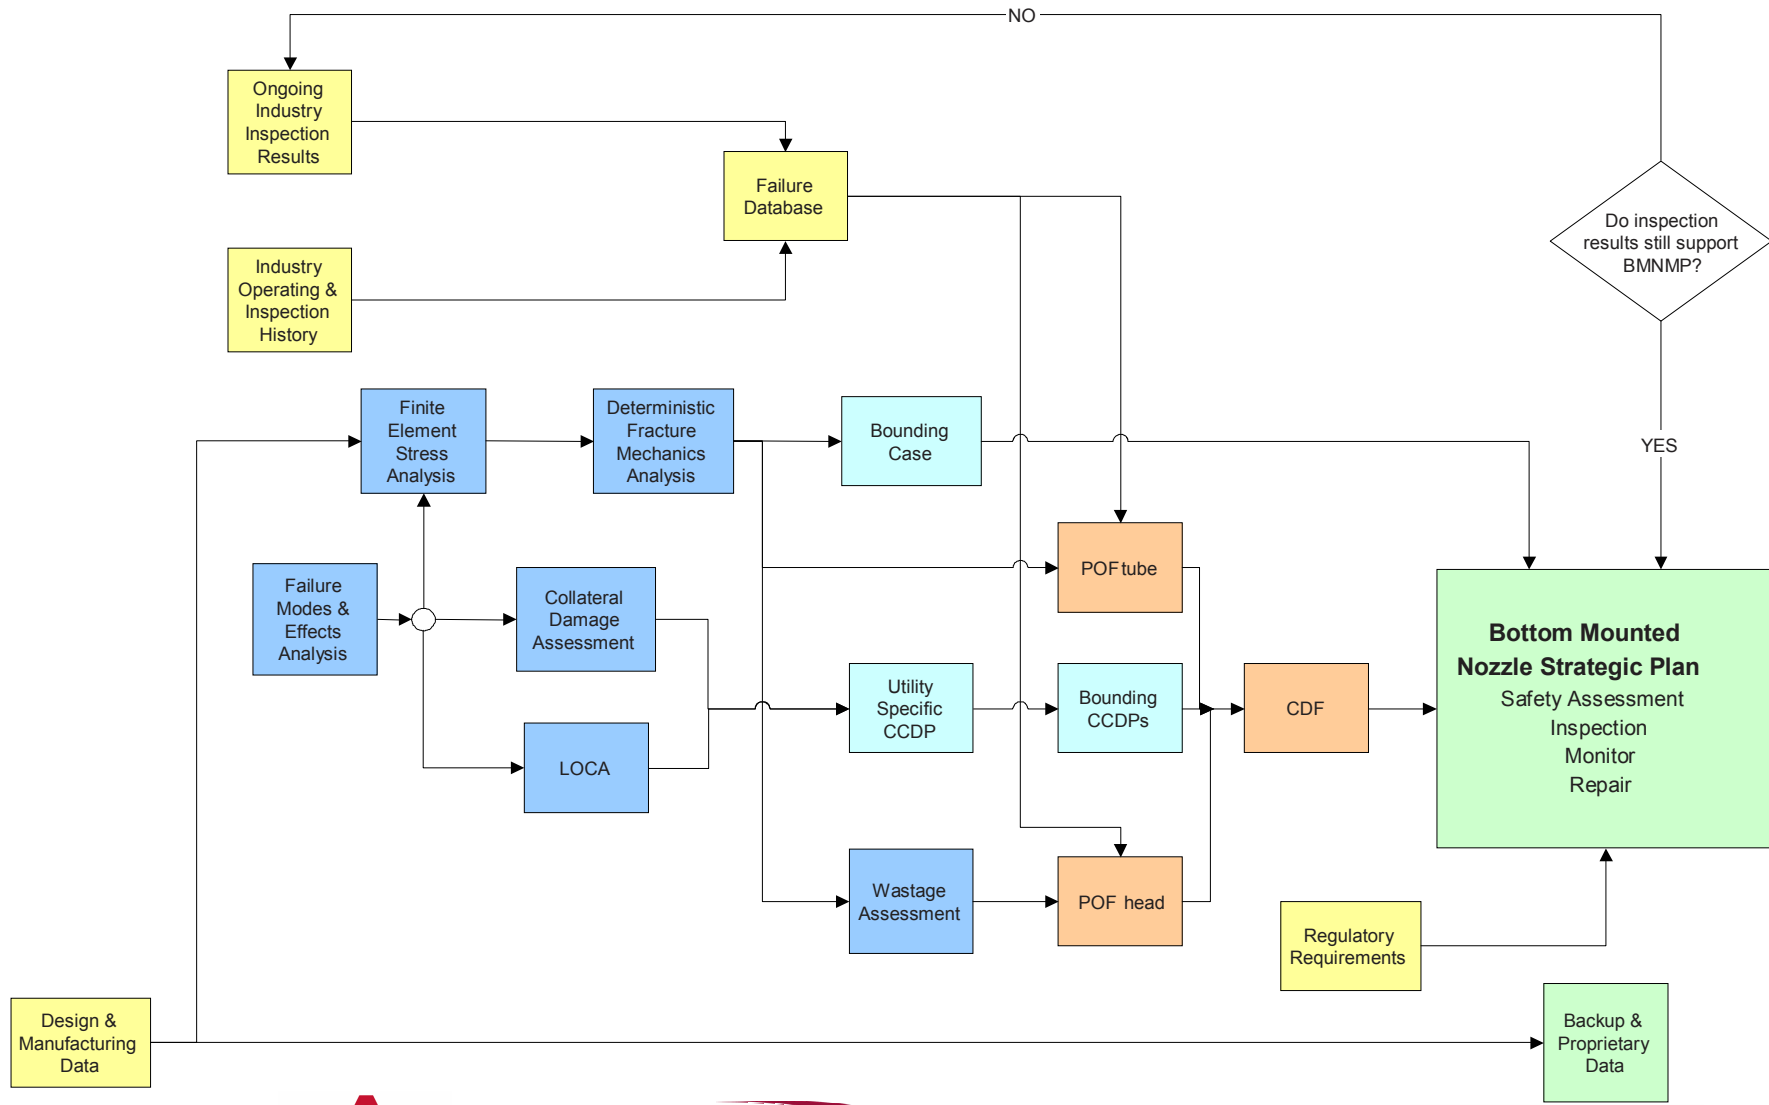 NO
Ongoing
Industry
Inspection
Results
Failure
Database
Do inspection
results still support
BMNMP?
Industry
Operating &
Inspection
History
YES
Finite
Element
Stress
Analysis
Deterministic
Fracture
Mechanics
Analysis
Bounding
Case
POF tube
Failure
Modes &
Effects
Analysis
Collateral
Damage
Assessment
Utility
Specific
CCDP
Bounding
CCDPs
CDF
Bottom Mounted
Nozzle Strategic Plan
Safety Assessment
Inspection
Monitor
Repair
LOCA
Wastage
Assessment
POF head
Regulatory
Requirements
Design &
Manufacturing
Data
Backup &
Proprietary
Data